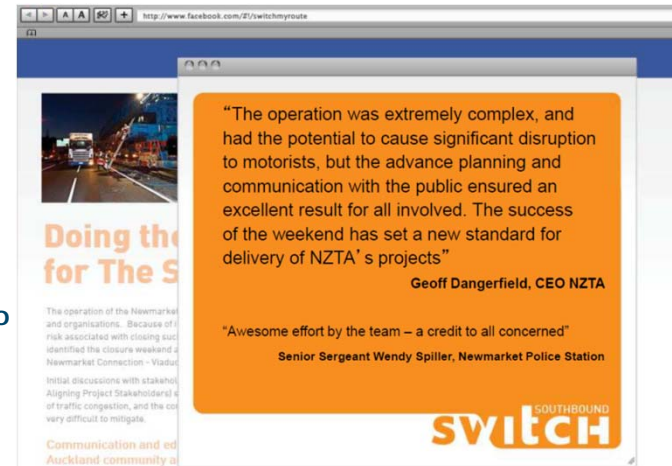 A A
http://www.facebook.com/#!/switchmyroute
Doing the
for The S
The operation of the Newmarket
and organisations. Because of i
risk associated with closing suc
identified the closure weekend a
Newmarket Connection - Viaduc
Initial discussions with stakehol
Aligning Project Stakeholders) s
of traffic congestion, and the co
very difficult to mitigate.
Communication and ed
Auckland community a
“The operation was extremely complex, and
had the potential to cause significant disruption
to motorists, but the advance planning and
communication with the public ensured an
excellent result for all involved. The success
of the weekend has set a new standard for
delivery of NZTA’s projects”
Geoff Dangerfield, CEO NZTA
“Awesome effort by the team – a credit to all concerned”
Senior Sergeant Wendy Spiller, Newmarket Police Station
SOUTHBOUND
switch